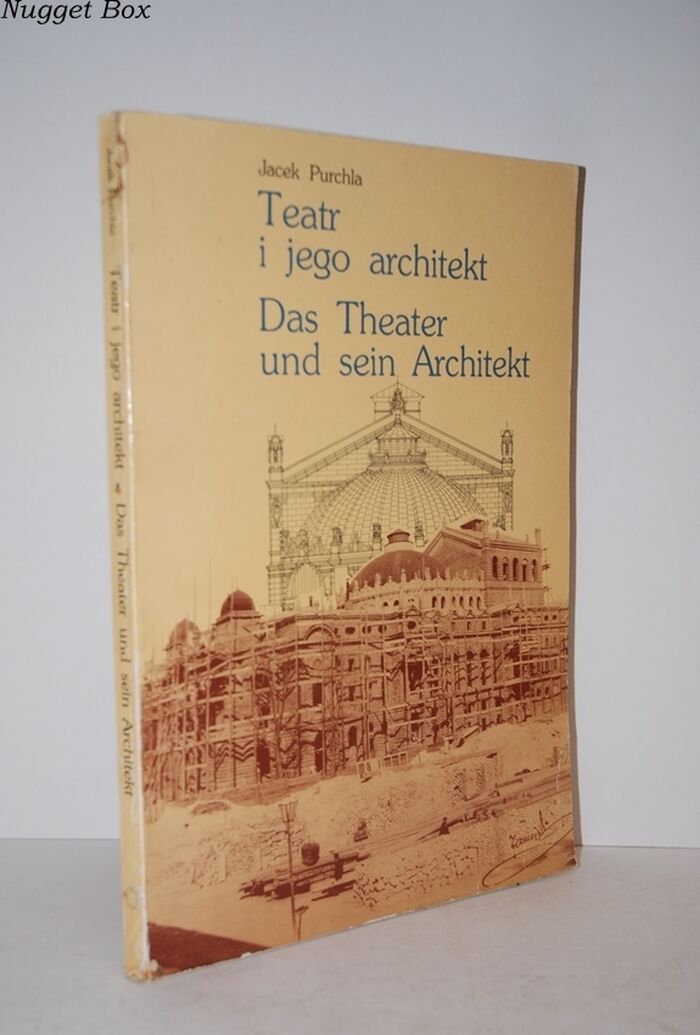 Nugget Box
Jacek Purchla
Teatr
i jego architekt
Das Theater
und sein Architekt
Jacek Purchla Teatr i jego architekt Das Theater und sein Architekt